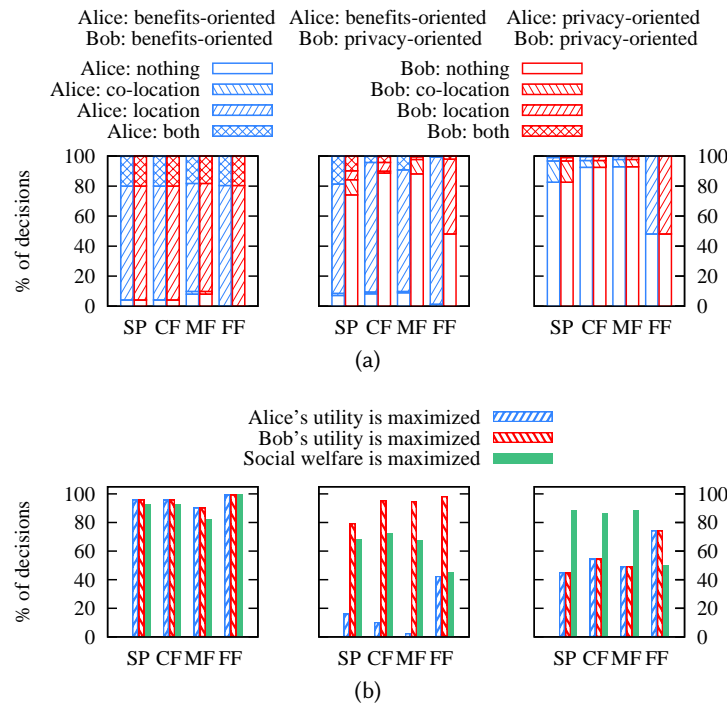 Alice: benefits-oriented Alice: benefits-oriented Alice: privacy-oriented
Bob: benefits-oriented Bob: privacy-oriented Bob: privacy-oriented
Alice: nothing Bob: nothing
Alice: co-location Bob: co-location
Alice: location Bob: location
Alice: both Bob: both
% of decisions
100 100
80 80
60 60
40 40
20 20
0 0
SP CF MF FF SP CF MF FF SP CF MF FF
(a)
Alice's utility is maximized
Bob's utility is maximized
Social welfare is maximized
% of decisions
100 100
80 80
60 60
40 40
20 20
0 0
SP CF MF FF SP CF MF FF SP CF MF FF
(b)